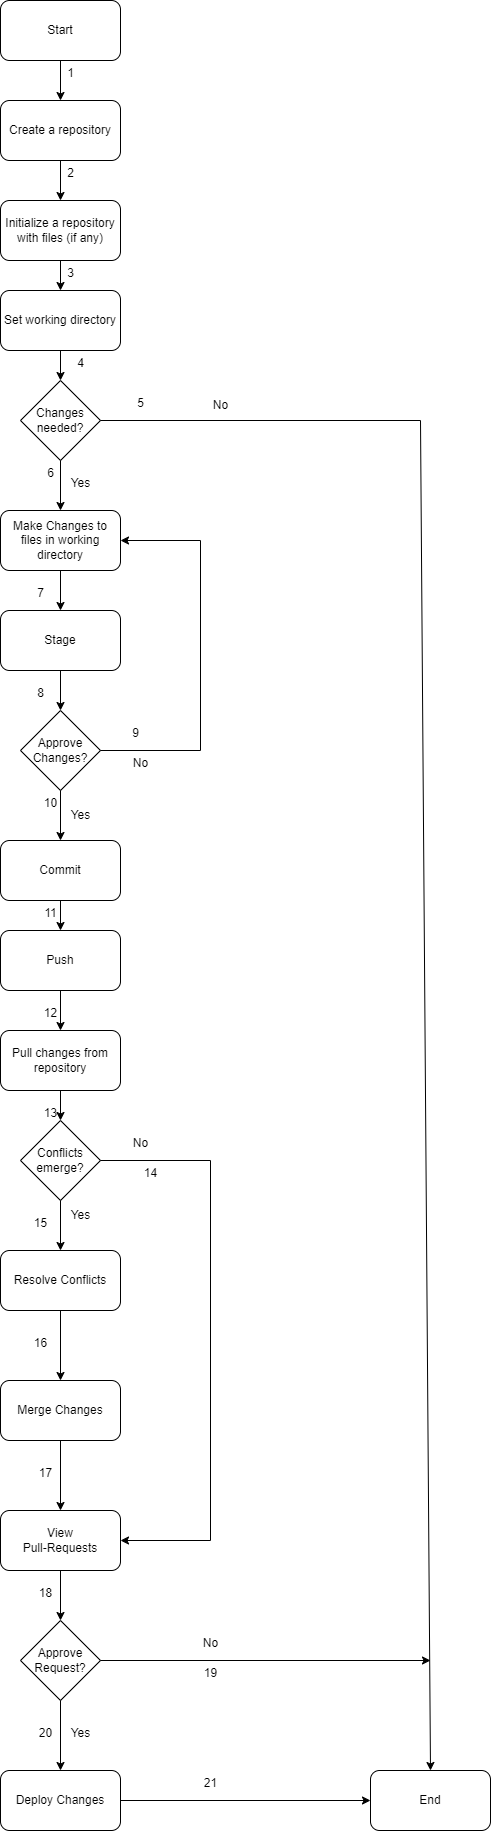 Start
1
Create a repository
2
Initialize a repository
with files (if any)
3
Set working directory
4
Changes
needed?
5
No
6
Yes
Make Changes to
files in working
directory
7
Stage
8
Approve
Changes?
9
No
10
Yes
Commit
11
Push
12
Pull changes from
repository
13
Conflicts
emerge?
No
14
15
Yes
Resolve Conflicts
16
Merge Changes
17
View
Pull-Requests
18
Approve
Request?
No
19
20
Yes
Deploy Changes
21
End